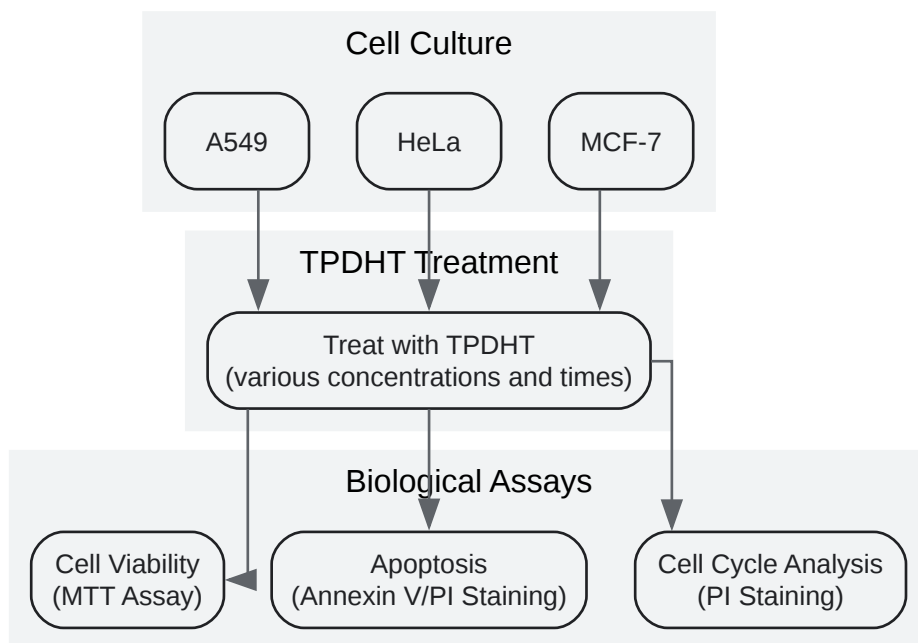 Cell Culture
A549
HeLa
MCF-7
TPDHT Treatment
Treat with TPDHT
(various concentrations and times)
Biological Assays
Cell Viability
(MTT Assay)
Apoptosis
(Annexin V/PI Staining)
Cell Cycle Analysis
(PI Staining)